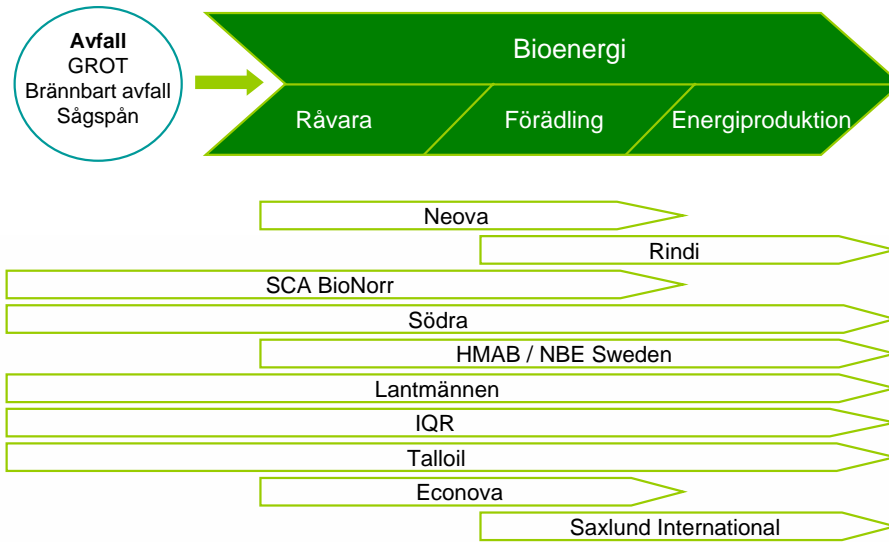 Avfall
GROT
Brännbart avfall
Sågspån
Bioenergi
Råvara
Förädling
Energiproduktion
Neova
Rindi
SCA BioNorr
Södra
HMAB / NBE Sweden
Lantmännen
IQR
Talloil
Econova
Saxlund International